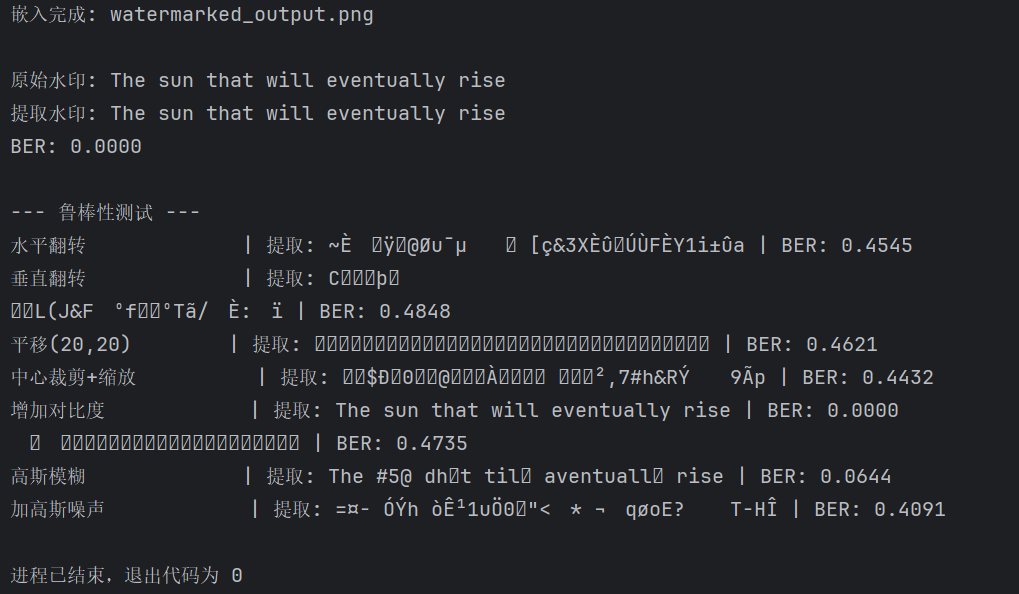 嵌入完成: watermarked_output.png
原始水印: The sun that will eventually rise
提取水印: The sun that will eventually rise
BER: 0.0000
--- 鲁棒性测试 ---
水平翻转 | 提取: ~È ÿ@Øu¯µ [ç&3XÈûÚÙFÈY1i±ûa | BER: 0.4545
垂直翻转 | 提取: Cþ
L(J&F °f°Tã/ È: ï | BER: 0.4848
平移(20,20) | 提取: | BER: 0.4621
中心裁剪+缩放 | 提取: $Ð0@À ²,7#h&RÝ 9Ãp | BER: 0.4432
增加对比度 | 提取: The sun that will eventually rise | BER: 0.0000
| BER: 0.4735
高斯模糊 | 提取: The #5@ dht til aventuall rise | BER: 0.0644
加高斯噪声 | 提取: =¤- ÓÝh òÊ¹1uÖ0"< * ¬ qøoE? T-HÎ | BER: 0.4091
进程已结束，退出代码为 0